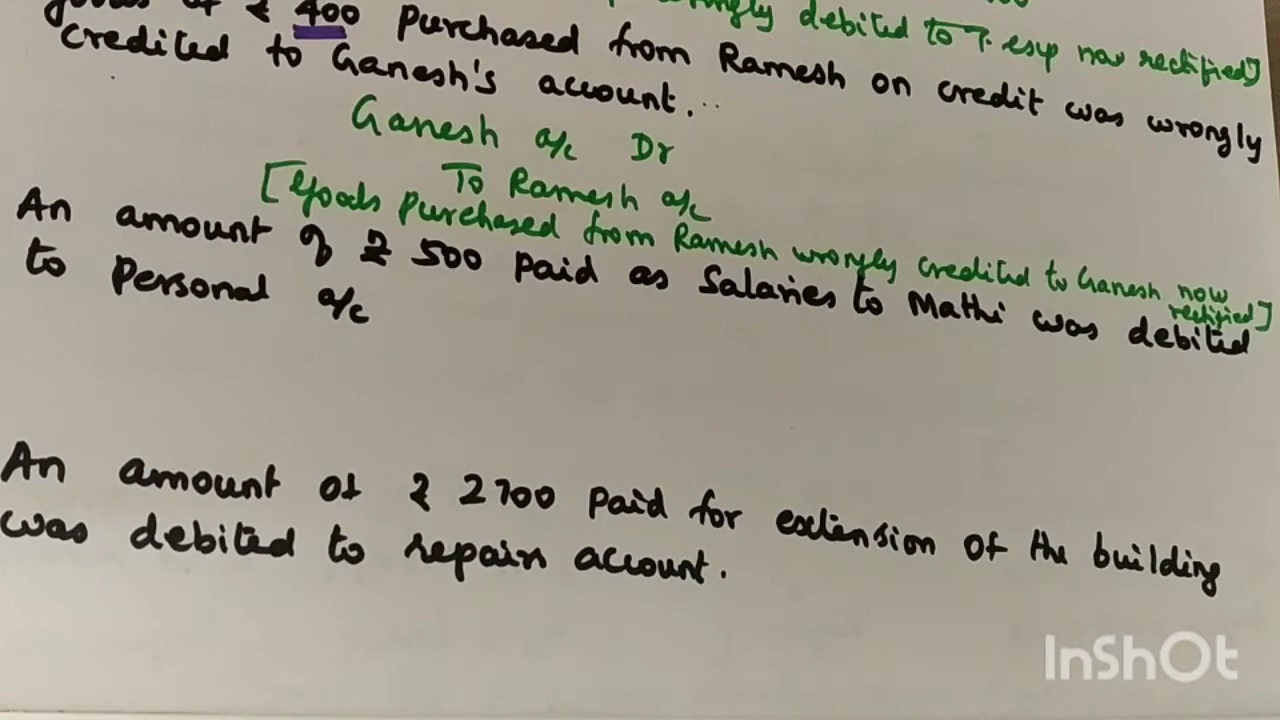 wrongly debited to T. exp now rectified]
goods of ₹ 400 purchased from Ramesh on credit was wrongly
credited to Ganesh's account.
Ganesh a/c Dr
To Ramesh a/c
[Goods purchased from Ramesh wrongly credited to Ganesh now
rectified]
An amount of ₹ 500 paid as Salaries to Mathi was debited
to Personal a/c
An amount of ₹ 2700 paid for extension of the building
was debited to repairs account.
InShOt